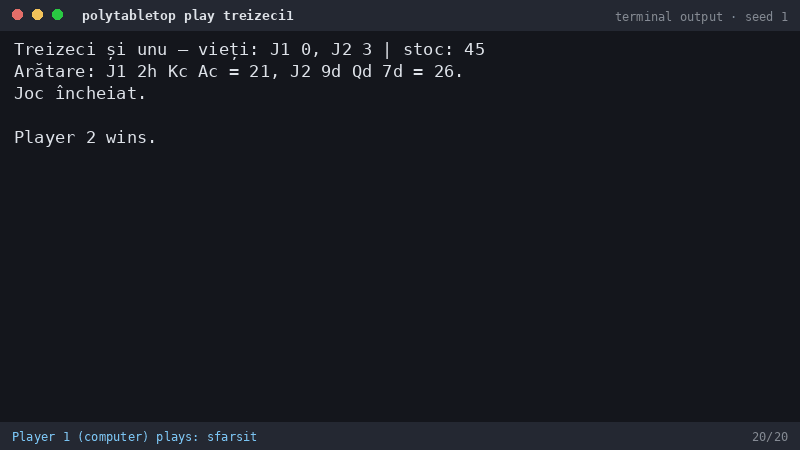 polytabletop play treizeci1
terminal output · seed 1
Treizeci și unu — vieți: J1 0, J2 3 | stoc: 45
Arătare: J1 2h Kc Ac = 21, J2 9d Qd 7d = 26.
Joc încheiat.
Player 2 wins.
Player 1 (computer) plays: sfarsit
20/20